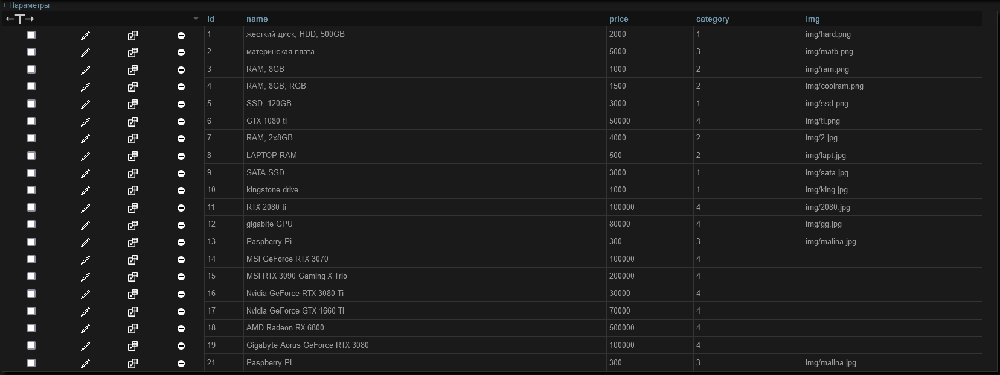 + Параметры
←T→ id name price category img
1 жесткий диск, HDD, 500GB 2000 1 img/hard.png
2 материнская плата 5000 3 img/matb.png
3 RAM, 8GB 1000 2 img/ram.png
4 RAM, 8GB, RGB 1500 2 img/coolram.png
5 SSD, 120GB 3000 1 img/ssd.png
6 GTX 1080 ti 50000 4 img/ti.png
7 RAM, 2x8GB 4000 2 img/2.jpg
8 LAPTOP RAM 500 2 img/lapt.jpg
9 SATA SSD 3000 1 img/sata.jpg
10 kingstone drive 1000 1 img/king.jpg
11 RTX 2080 ti 100000 4 img/2080.jpg
12 gigabite GPU 80000 4 img/gg.jpg
13 Paspberry Pi 300 3 img/malina.jpg
14 MSI GeForce RTX 3070 100000 4
15 MSI RTX 3090 Gaming X Trio 200000 4
16 Nvidia GeForce RTX 3080 Ti 30000 4
17 Nvidia GeForce GTX 1660 Ti 70000 4
18 AMD Radeon RX 6800 500000 4
19 Gigabyte Aorus GeForce RTX 3080 100000 4
21 Paspberry Pi 300 3 img/malina.jpg